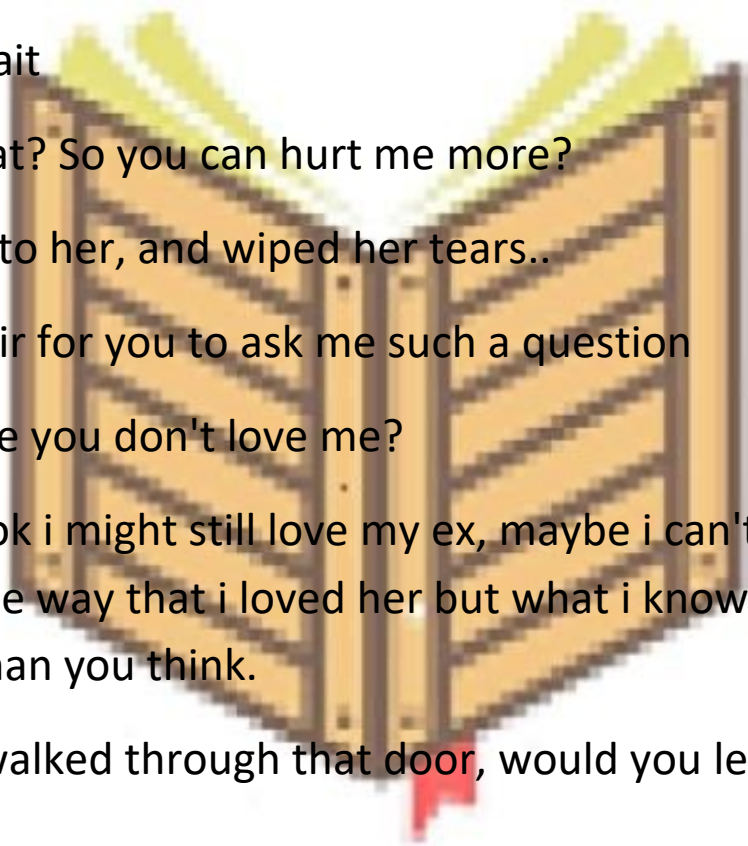 ait
at? So you can hurt me more?
to her, and wiped her tears..
ir for you to ask me such a question
e you don't love me?
ok i might still love my ex, maybe i can't
e way that i loved her but what i know
an you think.
walked through that door, would you le